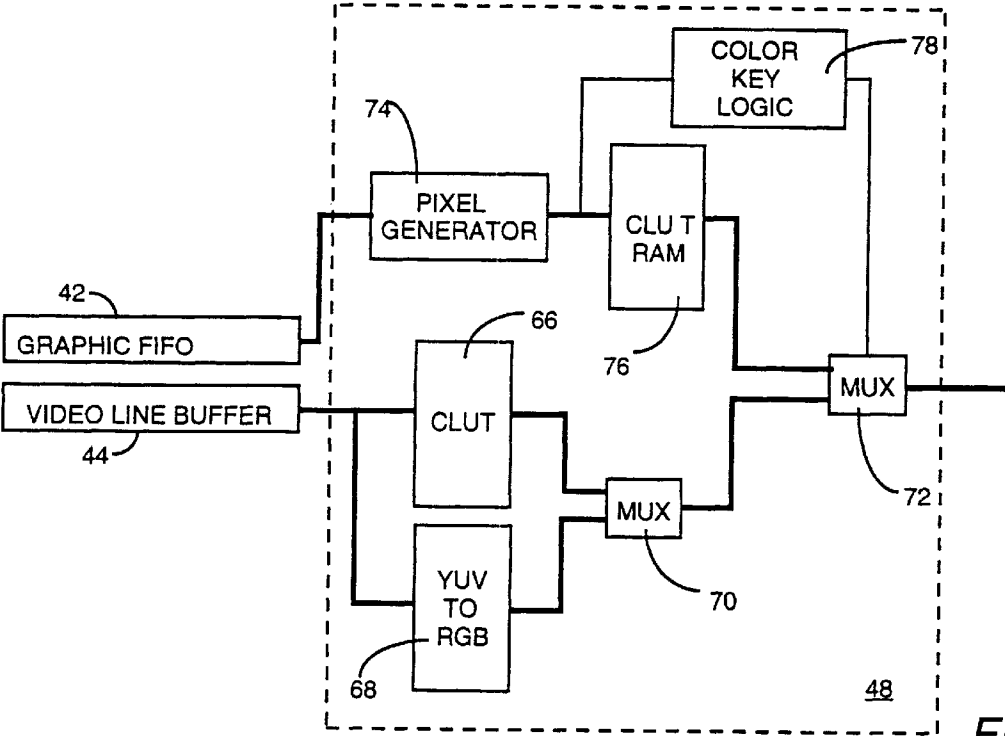 COLOR
KEY
LOGIC
78
74
PIXEL
GENERATOR
CLU T
RAM
42
GRAPHIC FIFO
66
76
VIDEO LINE BUFFER
44
CLUT
MUX
72
MUX
70
YUV
TO
RGB
68
48